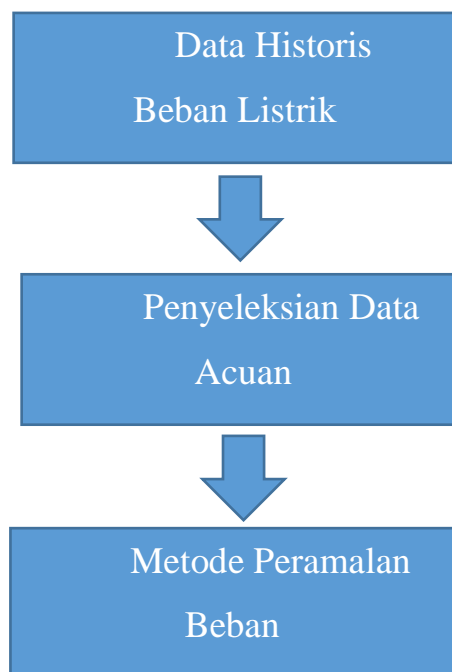 Data Historis
Beban Listrik
Penyeleksian Data
Acuan
Metode Peramalan
Beban